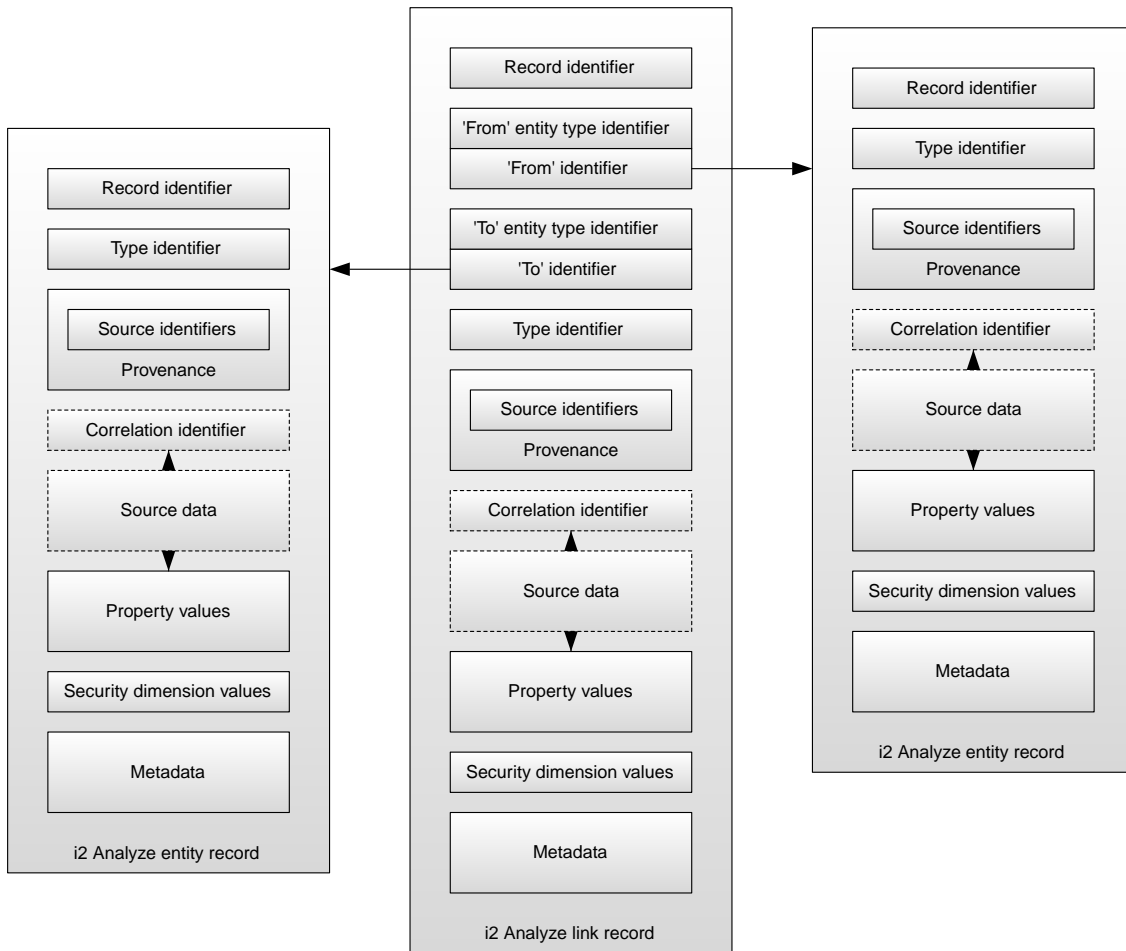 Record identifier
Type identifier
Source identifiers
Provenance
Correlation identifier
Source data
Property values
Security dimension values
Metadata
i2 Analyze entity record
Record identifier
'From' entity type identifier
'From' identifier
'To' entity type identifier
'To' identifier
Type identifier
Source identifiers
Provenance
Correlation identifier
Source data
Property values
Security dimension values
Metadata
i2 Analyze link record
Record identifier
Type identifier
Source identifiers
Provenance
Correlation identifier
Source data
Property values
Security dimension values
Metadata
i2 Analyze entity record